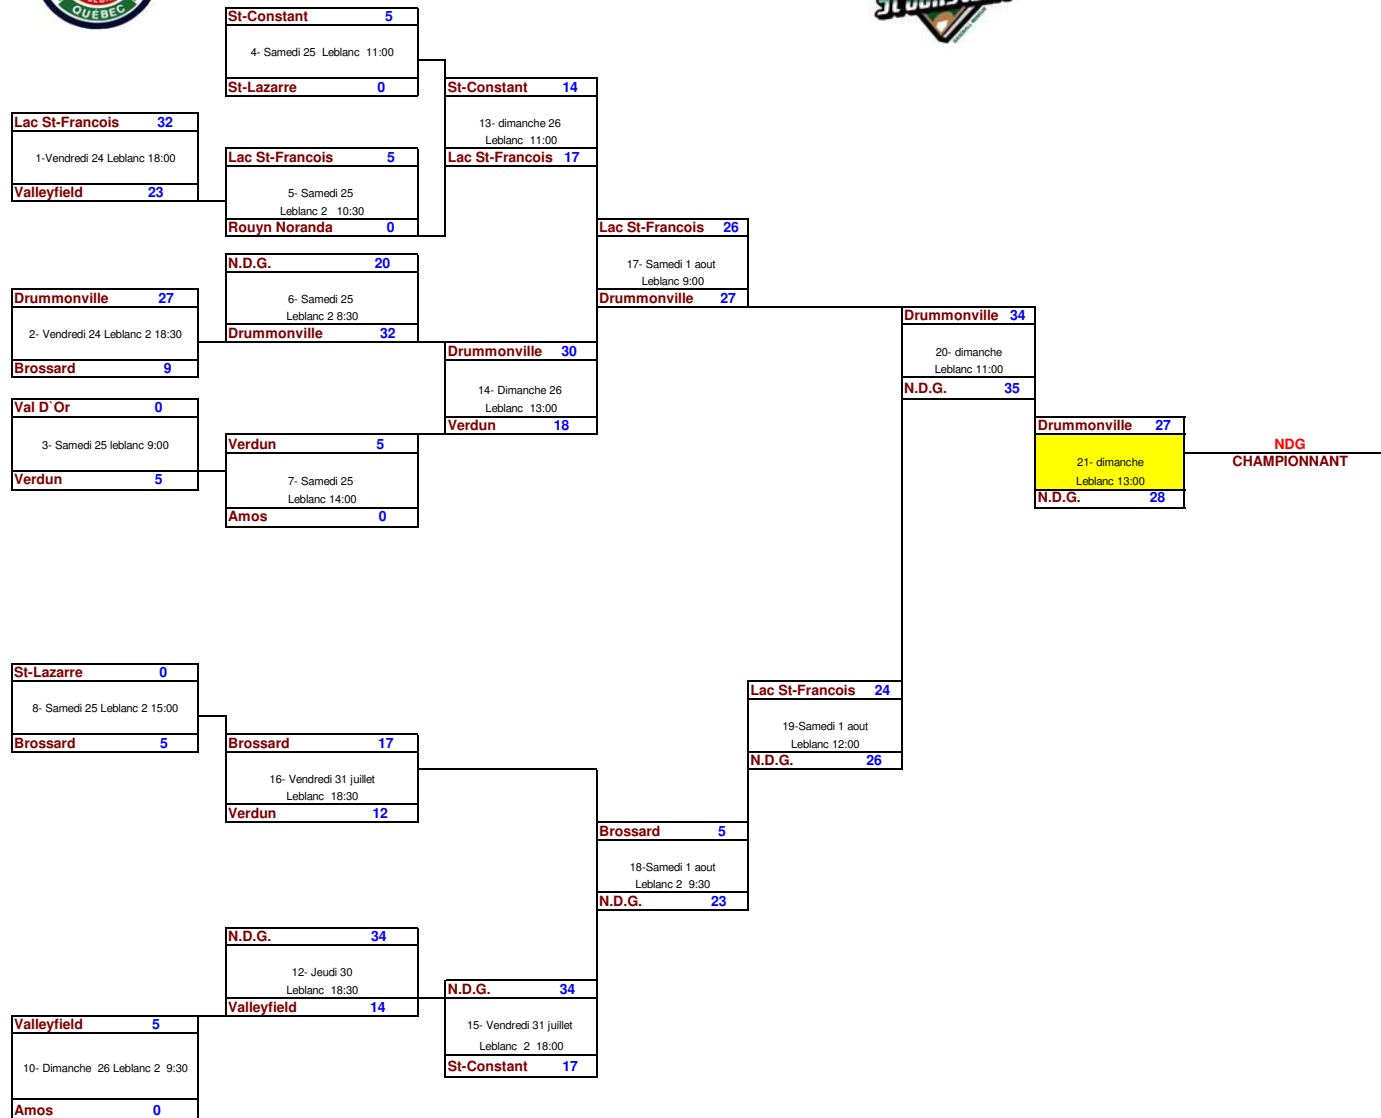 QUÉBEC
St-Constant 5
4- Samedi 25 Leblanc 11:00
St-Lazarre 0
St-Constant 14
13- dimanche 26
Leblanc 11:00
Lac St-Francois 17
Lac St-Francois 32
1-Vendredi 24 Leblanc 18:00
Valleyfield 23
Lac St-Francois 5
5- Samedi 25
Leblanc 2 10:30
Rouyn Noranda 0
Lac St-Francois 26
17- Samedi 1 aout
Leblanc 9:00
Drummonville 27
N.D.G. 20
6- Samedi 25
Leblanc 2 8:30
Drummonville 32
Drummonville 27
2- Vendredi 24 Leblanc 2 18:30
Brossard 9
Drummonville 34
20- dimanche
Leblanc 11:00
N.D.G. 35
Drummonville 30
14- Dimanche 26
Leblanc 13:00
Verdun 18
Val D`Or 0
3- Samedi 25 leblanc 9:00
Verdun 5
Verdun 5
7- Samedi 25
Leblanc 14:00
Amos 0
Drummonville 27
21- dimanche
Leblanc 13:00
N.D.G. 28
NDG
CHAMPIONNANT
St-Lazarre 0
8- Samedi 25 Leblanc 2 15:00
Brossard 5
Brossard 17
16- Vendredi 31 juillet
Leblanc 18:30
Verdun 12
Lac St-Francois 24
19-Samedi 1 aout
Leblanc 12:00
N.D.G. 26
Brossard 5
18-Samedi 1 aout
Leblanc 2 9:30
N.D.G. 23
N.D.G. 34
12- Jeudi 30
Leblanc 18:30
Valleyfield 14
N.D.G. 34
15- Vendredi 31 juillet
Leblanc 2 18:00
St-Constant 17
Valleyfield 5
10- Dimanche 26 Leblanc 2 9:30
Amos 0